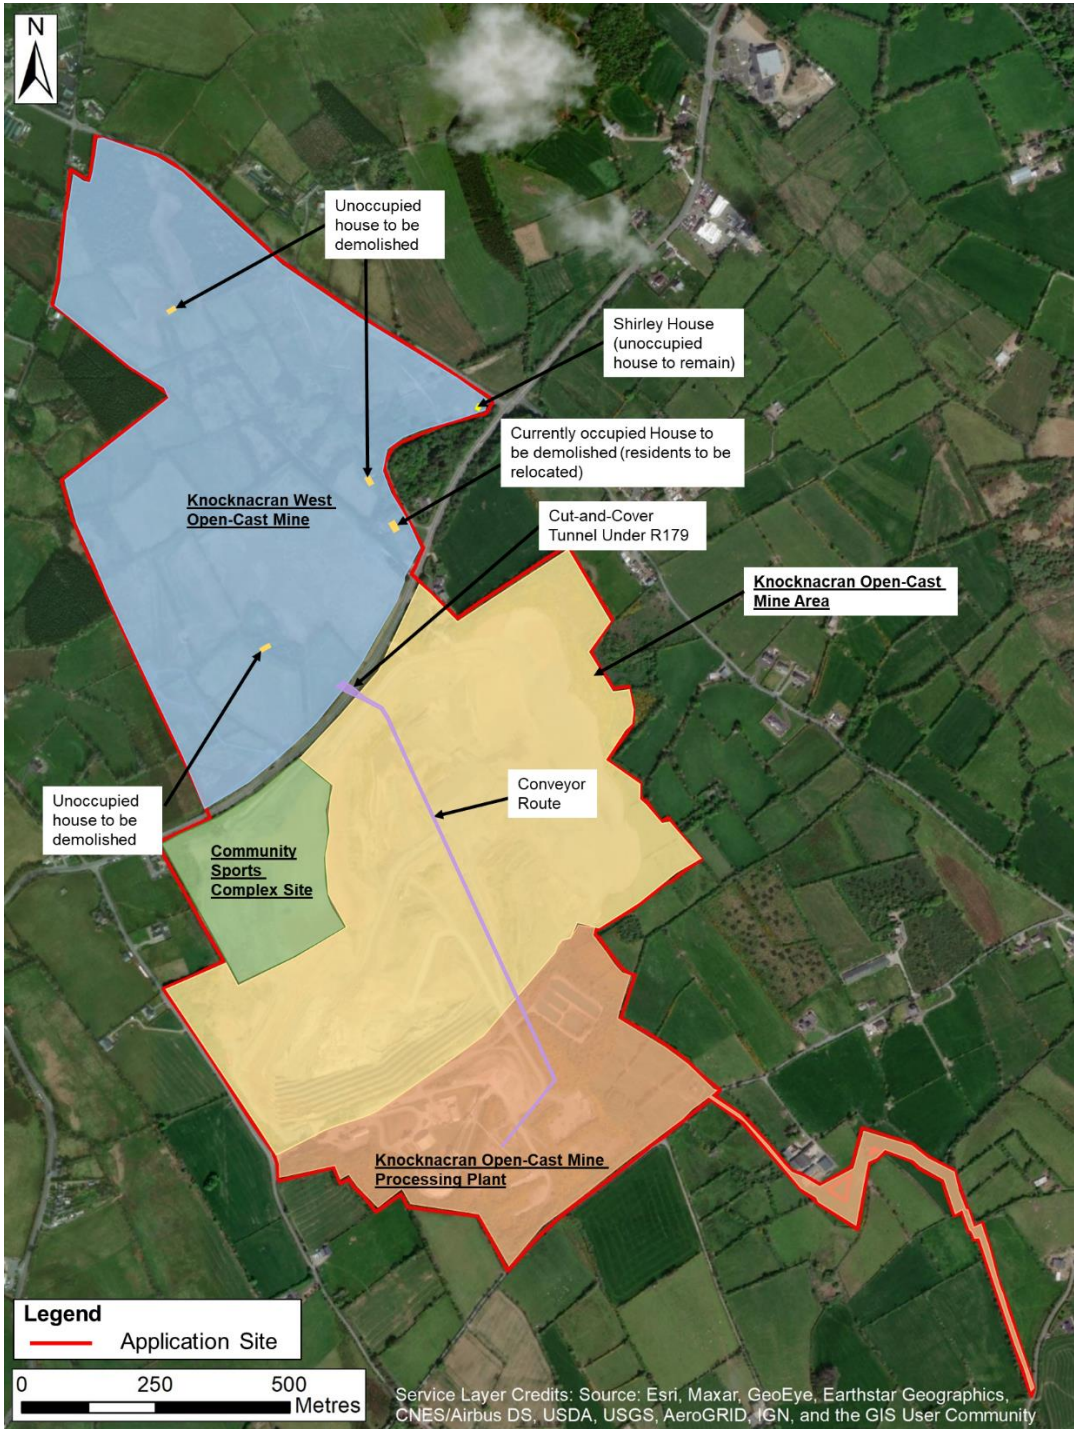 N
Unoccupied
house to be
demolished
Shirley House
(unoccupied
house to remain)
Currently occupied House to
be demolished (residents to be
relocated)
Knocknacran West
Open-Cast Mine
Cut-and-Cover
Tunnel Under R179
Knocknacran Open-Cast
Mine Area
Conveyor
Route
Unoccupied
house to be
demolished
Community
Sports
Complex Site
Knocknacran Open-Cast Mine
Processing Plant
Legend
Application Site
0 250 500
Metres
Service Layer Credits: Source: Esri, Maxar, GeoEye, Earthstar Geographics,
CNES/Airbus DS, USDA, USGS, AeroGRID, IGN, and the GIS User Community